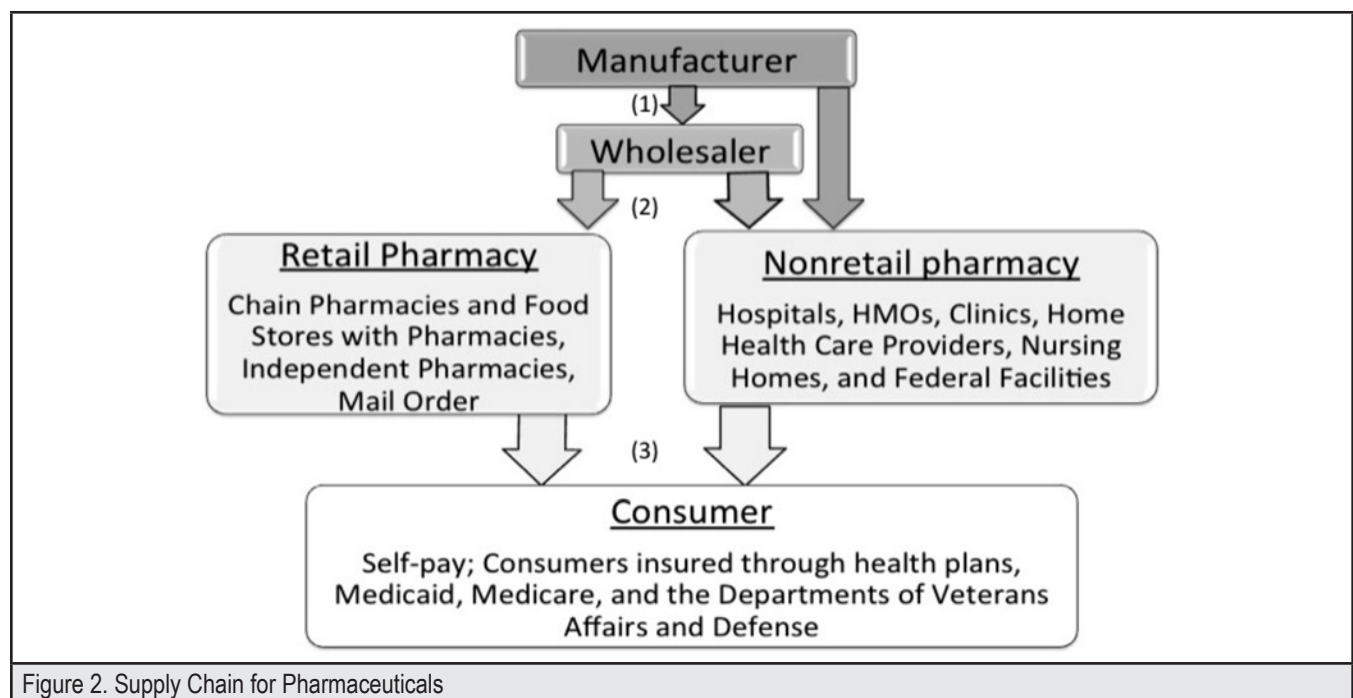 Manufacturer
(1)
Wholesaler
(2)
Retail Pharmacy
Chain Pharmacies and Food
Stores with Pharmacies,
Independent Pharmacies,
Mail Order
Nonretail pharmacy
Hospitals, HMOs, Clinics, Home
Health Care Providers, Nursing
Homes, and Federal Facilities
(3)
Consumer
Self-pay; Consumers insured through health plans,
Medicaid, Medicare, and the Departments of Veterans
Affairs and Defense
Figure 2. Supply Chain for Pharmaceuticals